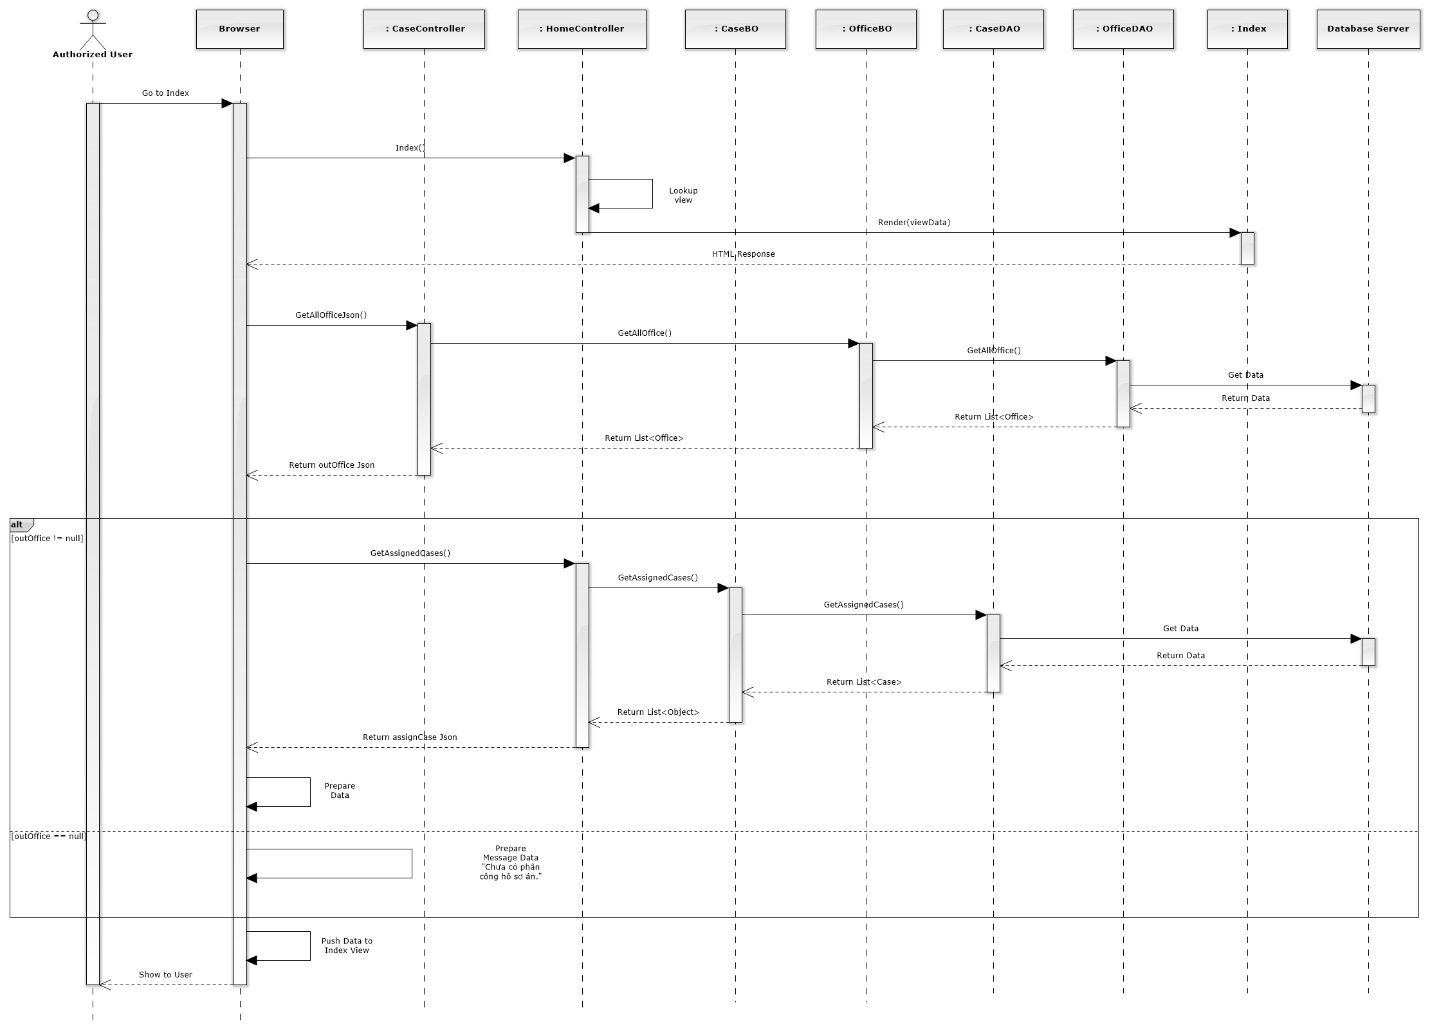 Authorized User
Browser
: CaseController
: HomeController
: CaseBO
: OfficeBO
: CaseDAO
: OfficeDAO
: Index
Database Server
Go to Index
Index()
Lookup
view
Render(viewData)
HTML Response
GetAllOfficeJson()
GetAllOffice()
GetAllOffice()
Get Data
Return Data
Return List<Office>
Return List<Office>
Return outOffice Json
alt
[outOffice != null]
GetAssignedCases()
GetAssignedCases()
GetAssignedCases()
Get Data
Return Data
Return List<Case>
Return List<Object>
Return assignCase Json
Prepare
Data
[outOffice == null]
Prepare
Message Data
"Chưa có phân
công hồ sơ án."
Push Data to
Index View
Show to User